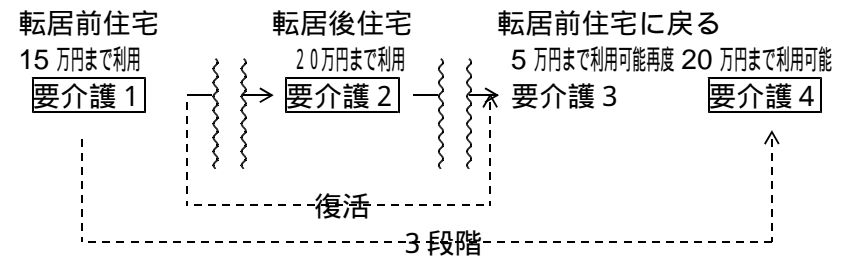 転居前住宅 転居後住宅 転居前住宅に戻る
15 万円まで利用 20万円まで利用 5 万円まで利用可能再度 20 万円まで利用可能
要介護 1 要介護 2 要介護 3 要介護 4
復活
3 段階